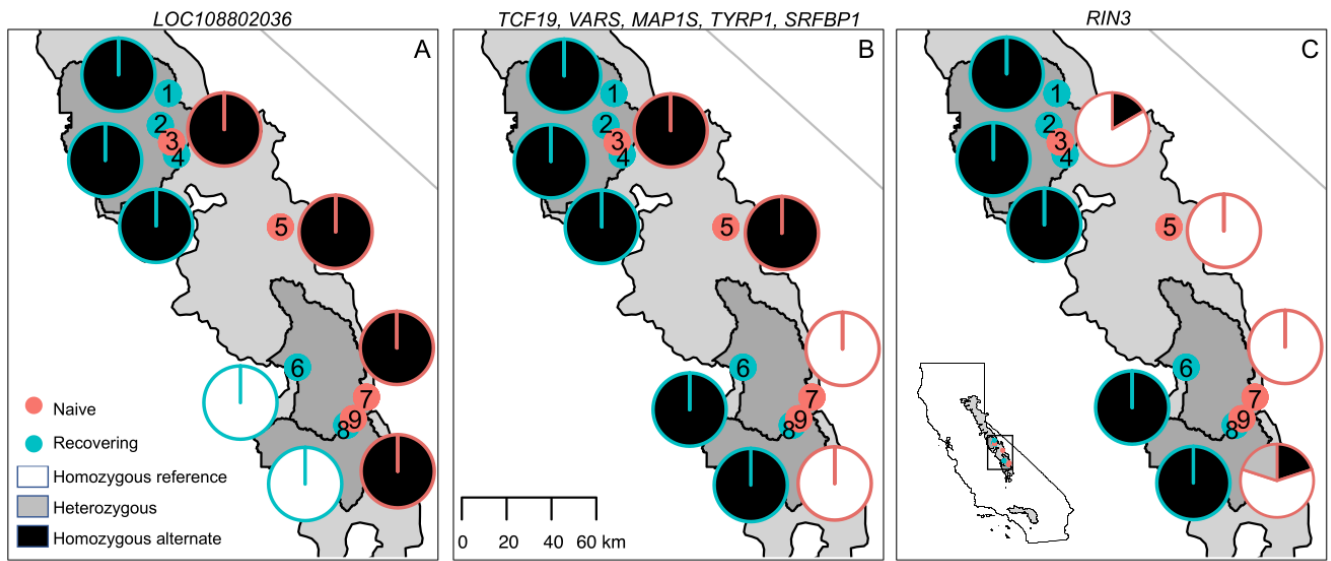 LOC108802036
TCF19, VARS, MAP1S, TYRP1, SRFBP1
RIN3
A
1
2
3
4
5
6
7
9
8
Naive
Recovering
Homozygous reference
Heterozygous
Homozygous alternate
B
1
2
3
4
5
6
7
9
8
0 20 40 60 km
C
1
2
3
4
5
6
7
9
8